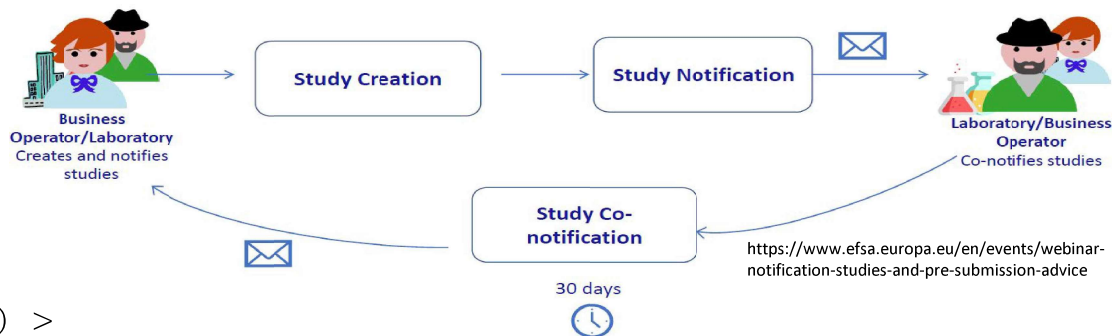 Study Creation
Study Notification
Business
Operator/Laboratory
Creates and notifies
studies
Laboratory/Business
Operator
Co-notifies studies
Study Co-
notification
https://www.efsa.europa.eu/en/events/webinar-
notification-studies-and-pre-submission-advice
30 days
) >